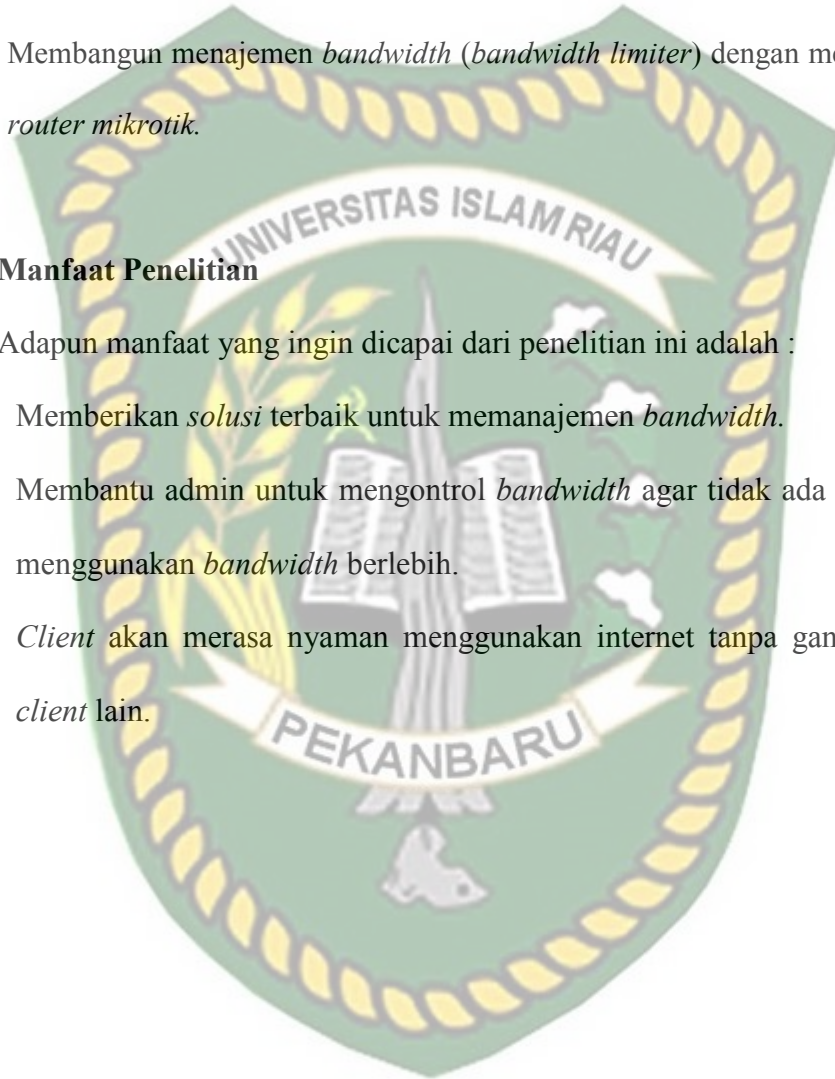 Membangun menajemen bandwidth (bandwidth limiter) dengan
router mikrotik.
UNIVERSITAS ISLAM RIAU
Manfaat Penelitian
Adapun manfaat yang ingin dicapai dari penelitian ini adalah :
Memberikan solusi terbaik untuk memanajemen bandwidth.
Membantu admin untuk mengontrol bandwidth agar tidak ada
menggunakan bandwidth berlebih.
Client akan merasa nyaman menggunakan internet tanpa
client lain.
PEKANBARU